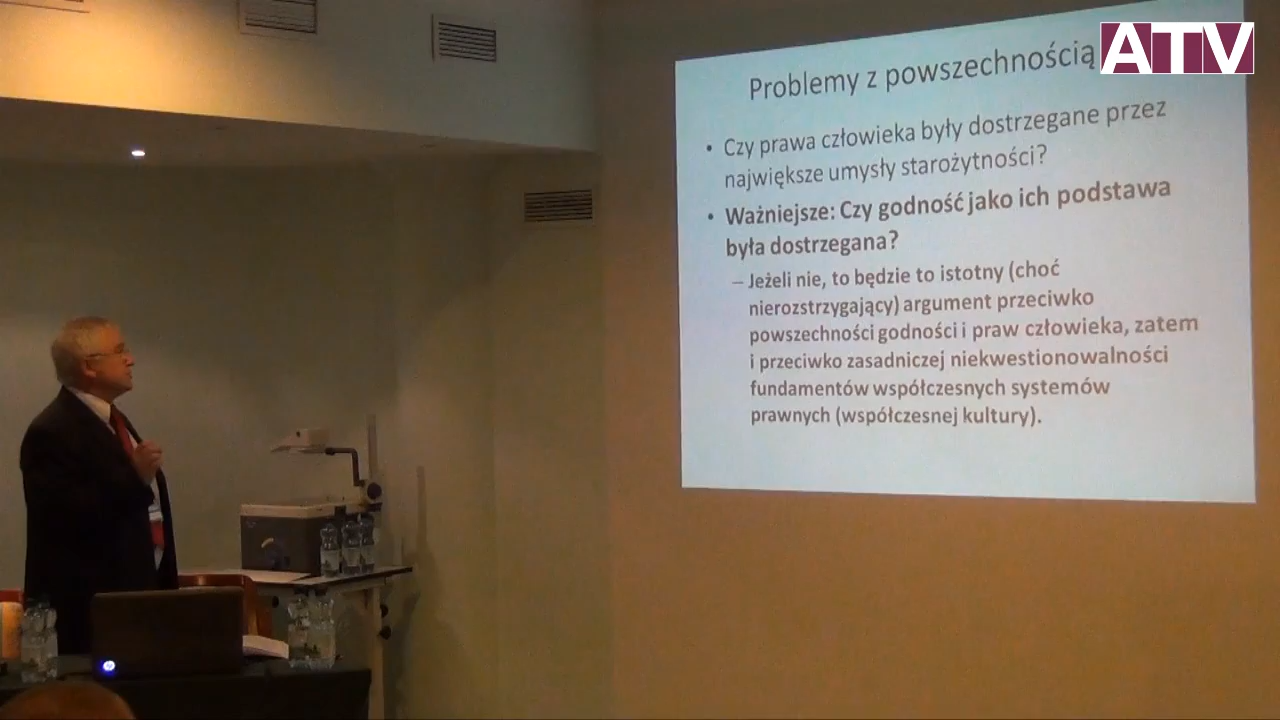 ATV
Problemy z powszechnością
• Czy prawa człowieka były dostrzegane przez
największe umysły starożytności?
• Ważniejsze: Czy godność jako ich podstawa
była dostrzegana?
– Jeżeli nie, to będzie to istotny (choć
nierozstrzygający) argument przeciwko
powszechności godności i praw człowieka, zatem
i przeciwko zasadniczej niekwestionowalności
fundamentów współczesnych systemów
prawnych (współczesnej kultury).